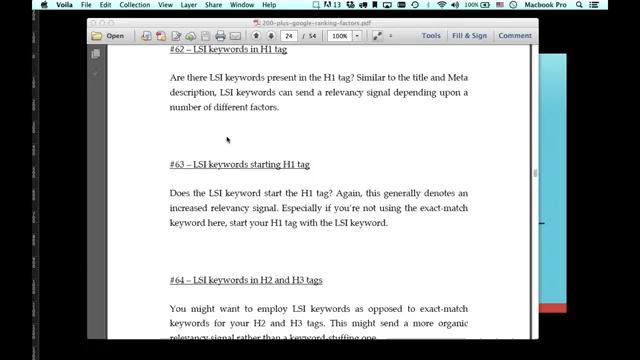 Voila File Edit View Insert Layer Share Window Help 13 100% Macbook Pro
200-plus-google-ranking-factors.pdf
Open 24 / 54 100% Tools Fill & Sign Comment
#62 – LSI keywords in H1 tag
Are there LSI keywords present in the H1 tag? Similar to the title and Meta
description, LSI keywords can send a relevancy signal depending upon a
number of different factors.
#63 – LSI keywords starting H1 tag
Does the LSI keyword start the H1 tag? Again, this generally denotes an
increased relevancy signal. Especially if you're not using the exact-match
keyword here, start your H1 tag with the LSI keyword.
#64 – LSI keywords in H2 and H3 tags
You might want to employ LSI keywords as opposed to exact-match
keywords for your H2 and H3 tags. This might send a more organic
relevancy signal rather than a keyword-stuffing one.